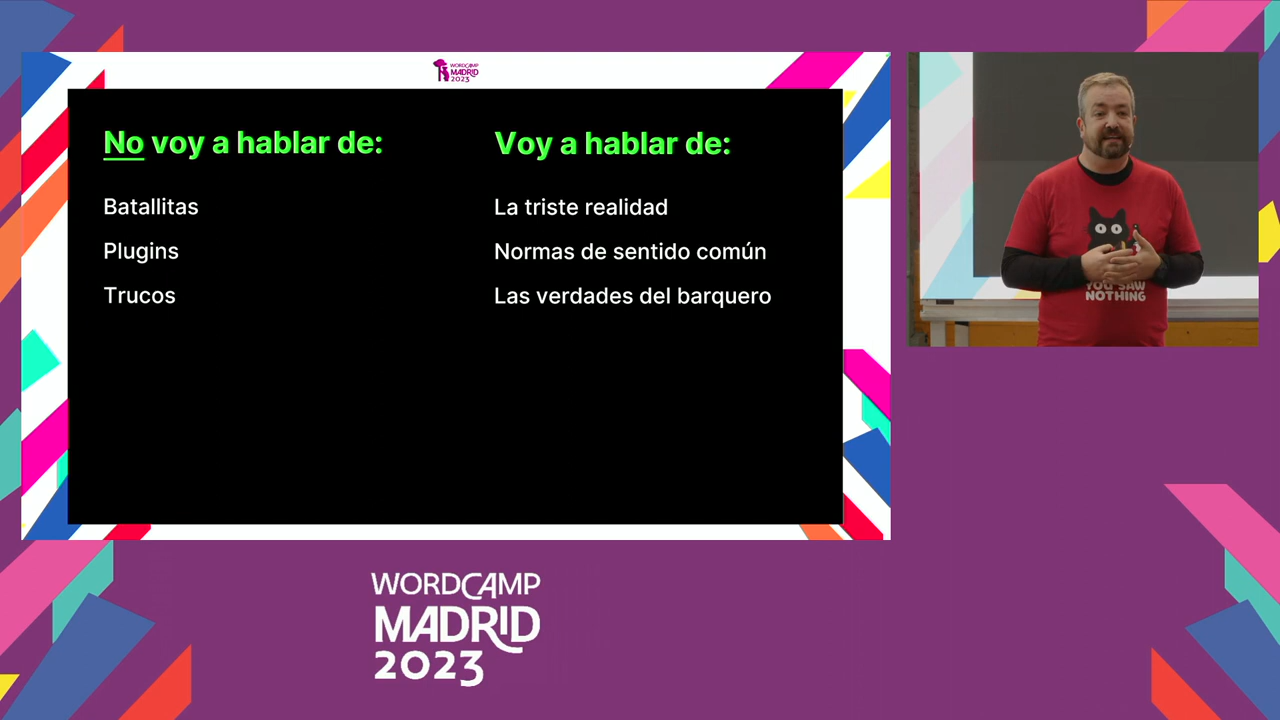 WORDCAMP
MADRID
2023
No voy a hablar de:
Batallitas
Plugins
Trucos
Voy a hablar de:
La triste realidad
Normas de sentido común
Las verdades del barquero
YOU SAW
NOTHING
WORDCAMP
MADRID
2023